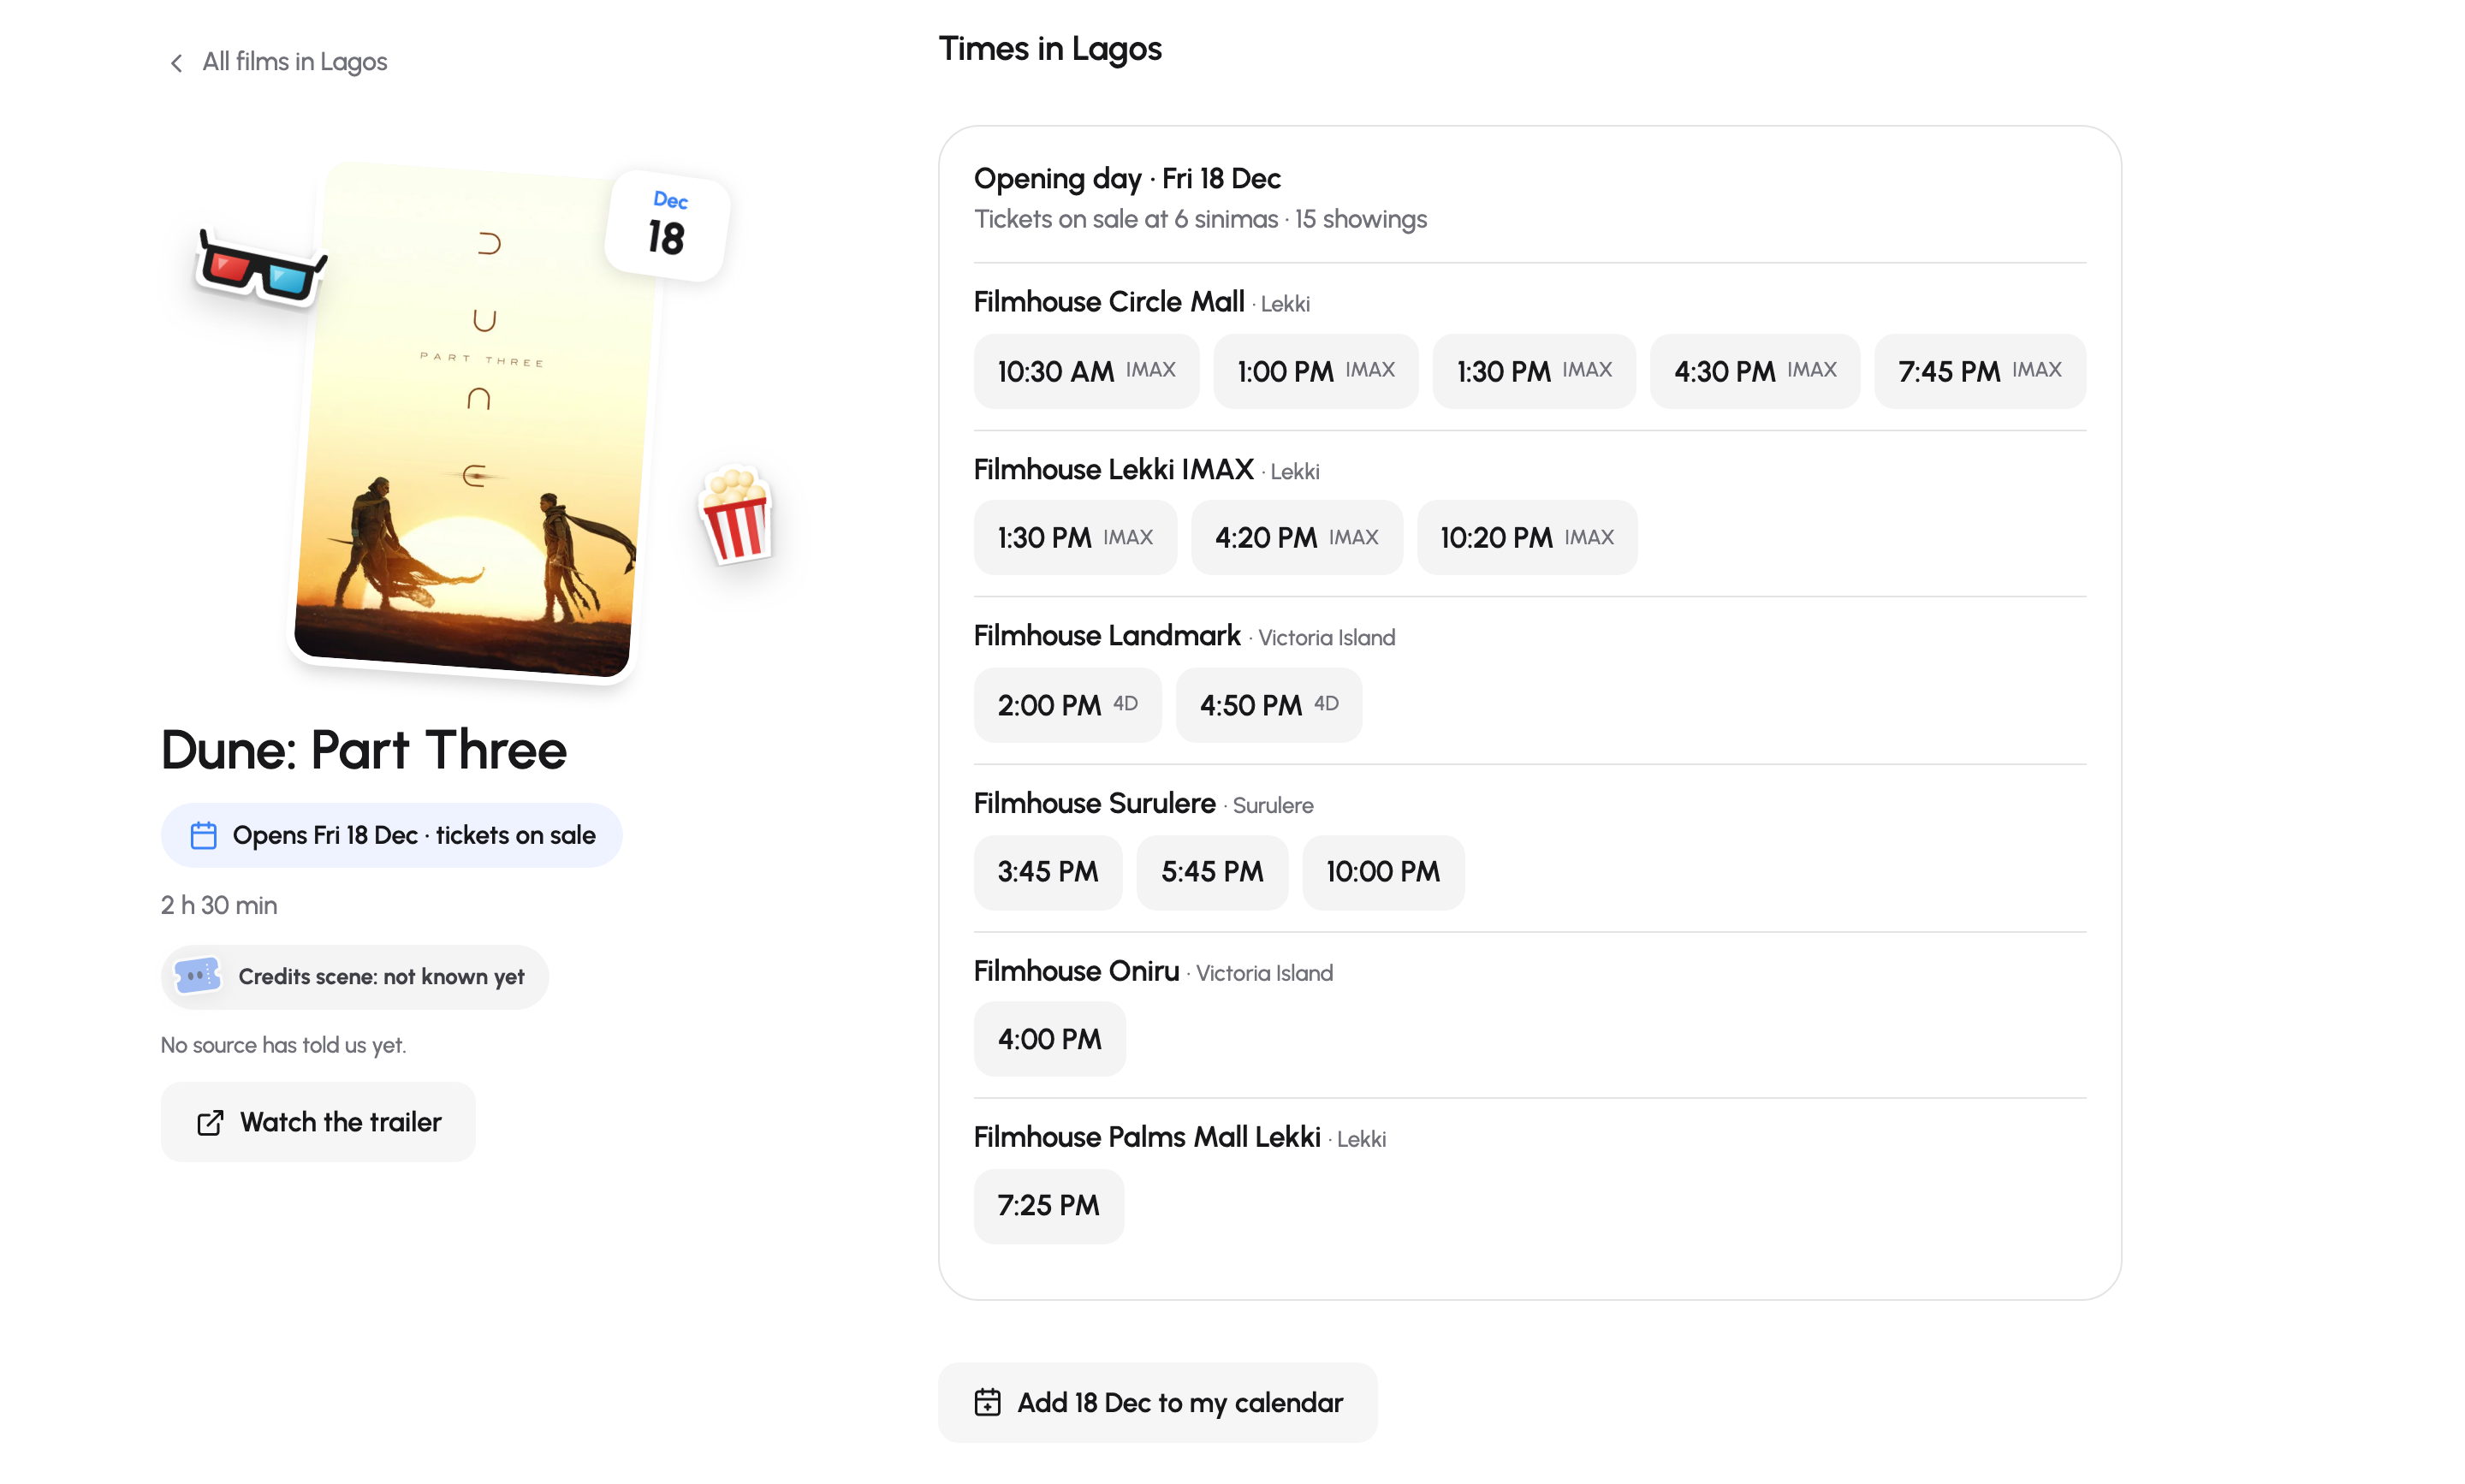 All films in Lagos
Dec
18
D
U
PART THREE
N
E
Dune: Part Three
Opens Fri 18 Dec · tickets on sale
2 h 30 min
Credits scene: not known yet
No source has told us yet.
Watch the trailer
Times in Lagos
Opening day · Fri 18 Dec
Tickets on sale at 6 sinimas · 15 showings
Filmhouse Circle Mall · Lekki
10:30 AM IMAX 1:00 PM IMAX 1:30 PM IMAX 4:30 PM IMAX 7:45 PM IMAX
Filmhouse Lekki IMAX · Lekki
1:30 PM IMAX 4:20 PM IMAX 10:20 PM IMAX
Filmhouse Landmark · Victoria Island
2:00 PM 4D 4:50 PM 4D
Filmhouse Surulere · Surulere
3:45 PM 5:45 PM 10:00 PM
Filmhouse Oniru · Victoria Island
4:00 PM
Filmhouse Palms Mall Lekki · Lekki
7:25 PM
Add 18 Dec to my calendar